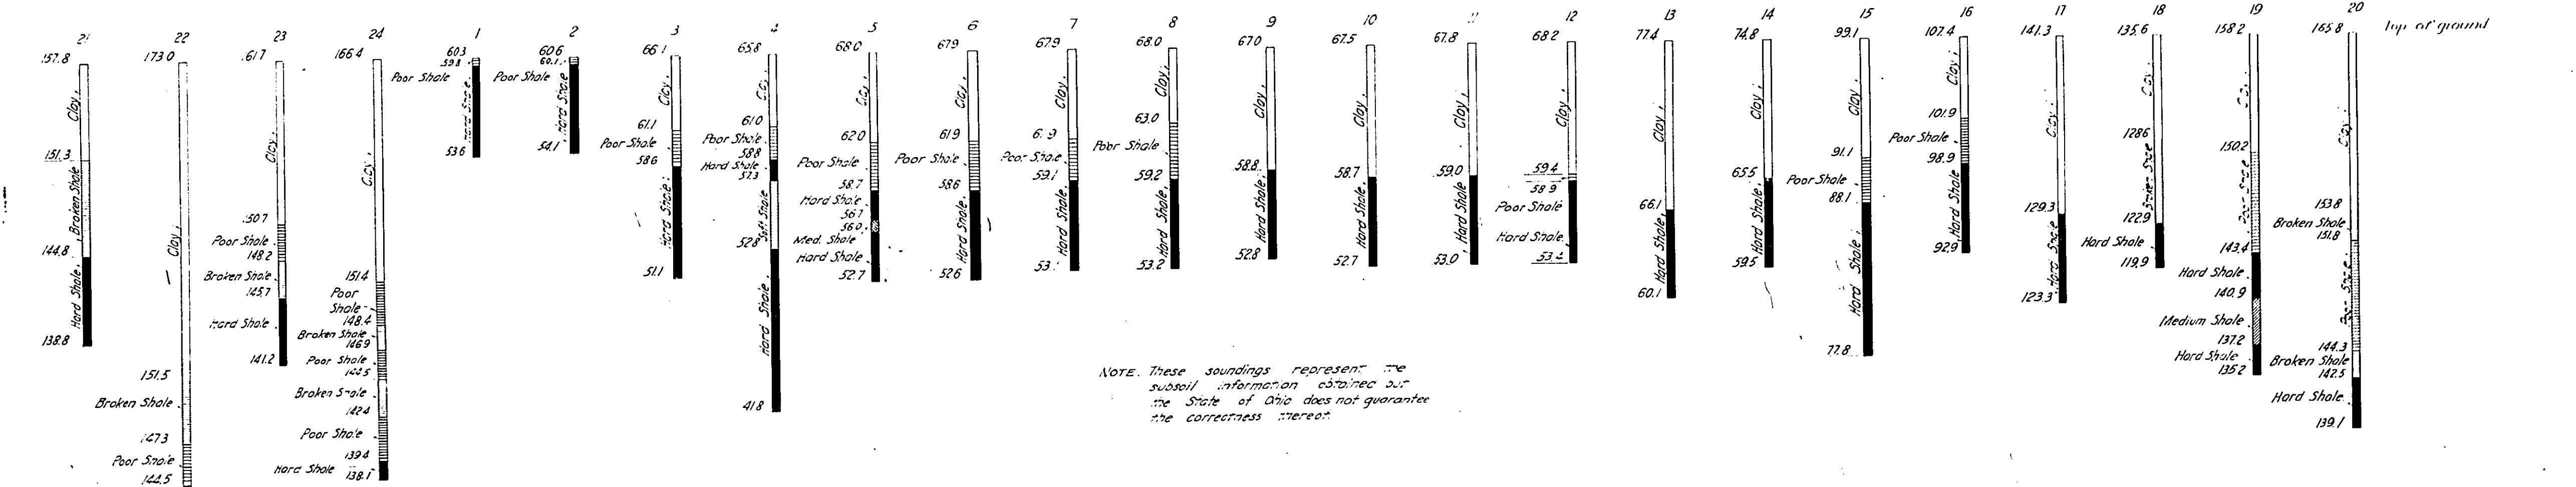 21
157.8
Clay,
151.3
Broken Shale
144.8
Hard Shale,
138.8
22
173.0
Clay,
151.5
Broken Shale
147.3
Poor Shale
144.5
23
161.7
Clay,
150.7
Poor Shale
148.2
Broken Shale
145.7
Hard Shale
141.2
24
166.4
Clay,
151.4
Poor
Shale
148.4
Broken Shale
146.9
Poor Shale
144.5
Broken Shale
142.4
Poor Shale
139.4
Hard Shale
138.1
1
60.3
59.8
Poor Shale
Hard Shale,
53.6
2
60.6
60.1
Poor Shale
Hard Shale
54.1
3
66.1
Clay,
61.1
Poor Shale
58.6
Hard Shale,
51.1
4
65.8
Clay,
61.0
Poor Shale
58.8
Hard Shale
57.3
Shale
52.8
Hard Shale,
41.8
5
68.0
Clay,
62.0
Poor Shale
58.7
Hard Shale
56.7
56.0
Med. Shale
Hard Shale
52.7
6
67.9
Clay,
61.9
Poor Shale
58.6
Hard Shale,
52.6
7
67.9
Clay,
61.9
Poor Shale
59.1
Hard Shale,
53.1
8
68.0
Clay,
63.0
Poor Shale
59.2
Hard Shale,
53.2
9
67.0
Clay,
58.8
Hard Shale,
52.8
10
67.5
Clay,
58.7
Hard Shale,
52.7
11
67.8
Clay,
59.0
Hard Shale,
53.0
12
68.2
Clay,
59.4
58.9
Poor Shale
Hard Shale
53.4
13
77.4
Clay,
66.1
Hard Shale,
60.1
14
74.8
Clay,
65.5
Hard Shale,
59.5
15
99.1
Clay,
91.1
Poor Shale
88.1
Hard Shale,
77.8
16
107.4
Clay,
101.9
Poor Shale
98.9
Hard Shale
92.9
17
141.3
Clay,
129.3
Hard Shale
123.3
18
135.6
Clay,
128.6
Broken Shale
122.9
Hard Shale
119.9
19
158.2
Clay,
150.2
Poor Shale
143.4
Hard Shale
140.9
Medium Shale
137.2
Hard Shale
135.2
20
165.8
Clay,
153.8
Broken Shale
151.8
Poor Shale
144.3
Broken Shale
142.5
Hard Shale
139.1
Top of ground
NOTE. These soundings represent the
subsoil information obtained but
the State of Ohio does not guarantee
the correctness thereof.